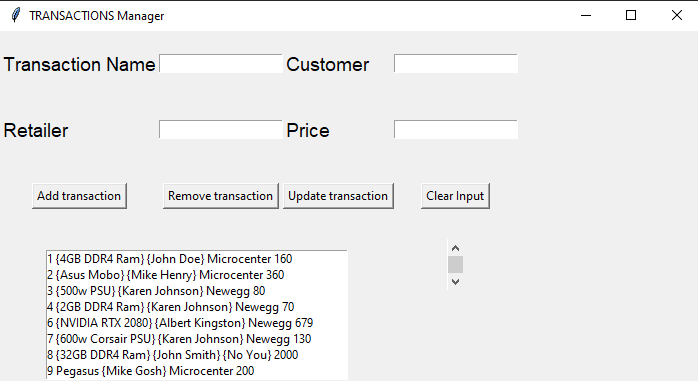 TRANSACTIONS Manager
Transaction Name Customer
Retailer Price
Add transaction Remove transaction Update transaction Clear Input
1 {4GB DDR4 Ram} {John Doe} Microcenter 160
2 {Asus Mobo} {Mike Henry} Microcenter 360
3 {500w PSU} {Karen Johnson} Newegg 80
4 {2GB DDR4 Ram} {Karen Johnson} Newegg 70
6 {NVIDIA RTX 2080} {Albert Kingston} Newegg 679
7 {600w Corsair PSU} {Karen Johnson} Newegg 130
8 {32GB DDR4 Ram} {John Smith} {No You} 2000
9 Pegasus {Mike Gosh} Microcenter 200